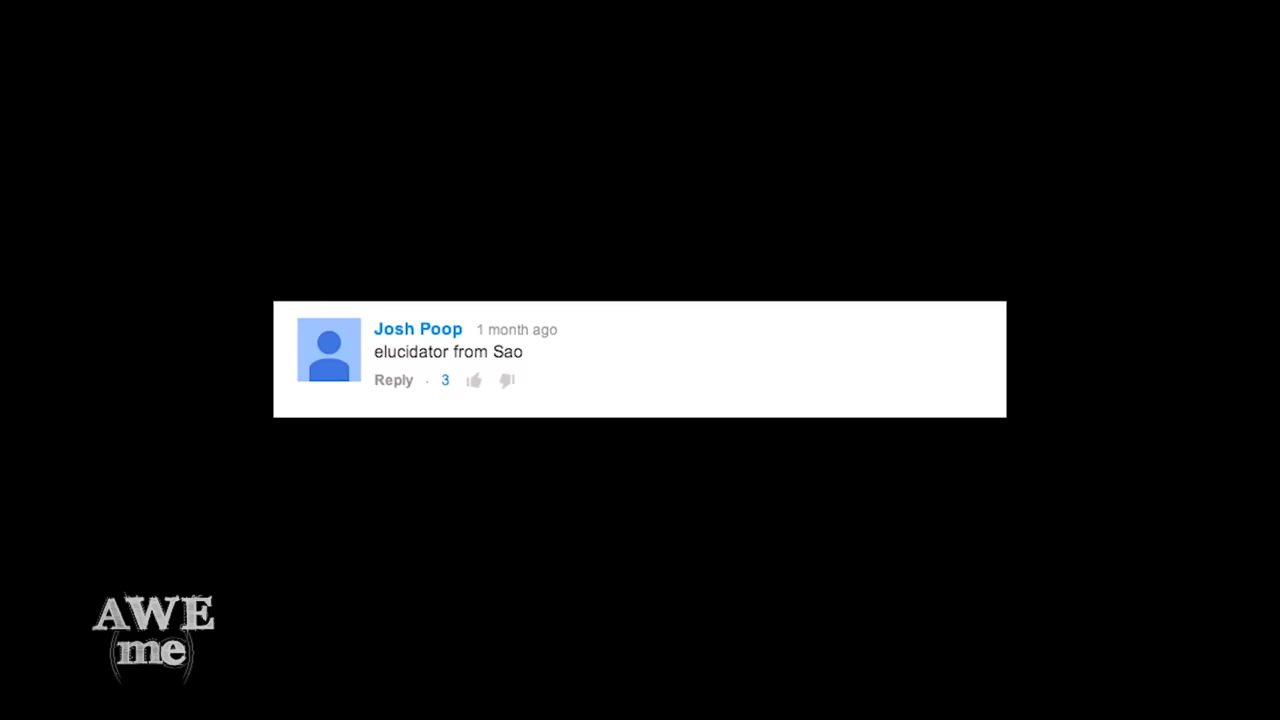 Josh Poop 1 month ago
elucidator from Sao
Reply · 3
AWE
(me)